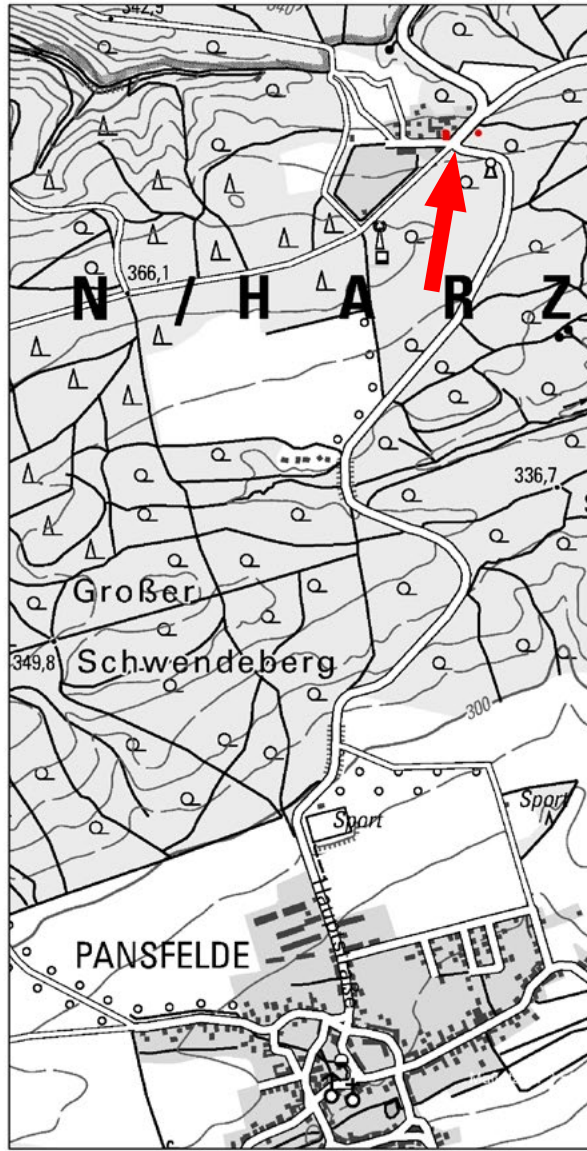 342,9
366,1
N / H A R Z
336,7
Großer
Schwendeberg
349,8
300
Sport
Sport
Hauptstraße
PANSFELDE